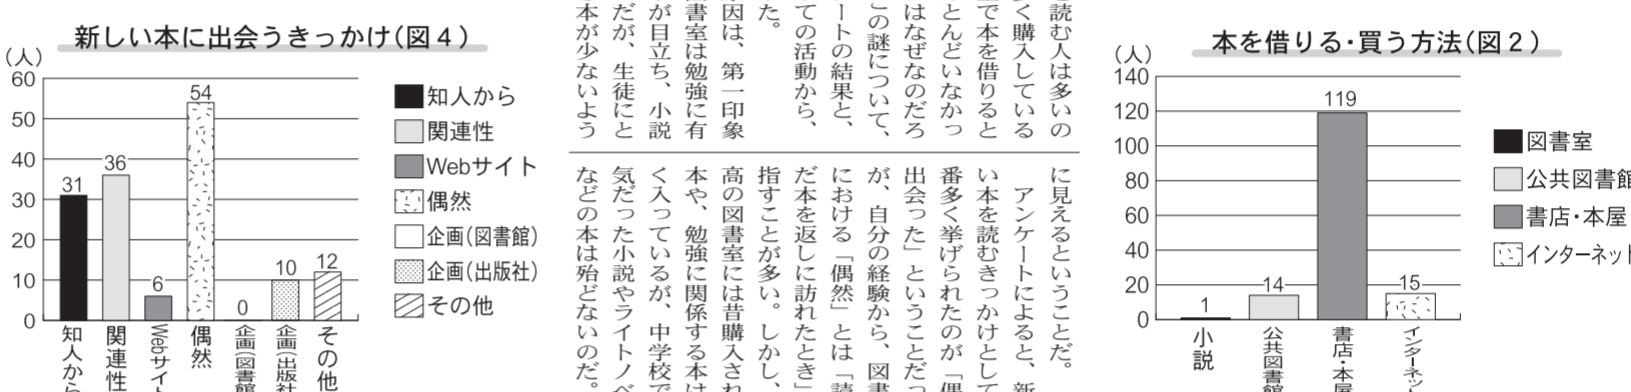 新しい本に出会うきっかけ(図4)
(人)
60
50
40
30
20
10
0
31
36
6
54
0
10
12
知人から
関連性
Webサイト
偶然
企画(図書館
企画(出版社
その他
知人から
関連性
Webサイト
偶然
企画(図書館)
企画(出版社)
その他
を読む人は多いの
多く購入している
上で本を借りると
とんどいなかっ
はなぜなのだろ
この謎について、
ートの結果と、
ての活動から、
た。
原因は、第一印象
書室は勉強に有
が目立ち、小説
だが、生徒にと
本が少ないよう
に見えるということだ。
アンケートによると、新
い本を読むきっかけとして
番多く挙げられたのが「偶
出会った」ということだっ
が、自分の経験から、図書
における「偶然」とは「読
だ本を返しに訪れたとき」
指すことが多い。しかし、
高の図書室には昔購入され
本や、勉強に関係する本は
く入っているが、中学校で
気だった小説やライトノベ
などの本は殆どないのだ。
本を借りる・買う方法(図2)
(人)
140
120
100
80
60
40
20
0
1
14
119
15
小説
公共図書館
書店・本屋
インターネッ
図書室
公共図書館
書店・本屋
インターネット